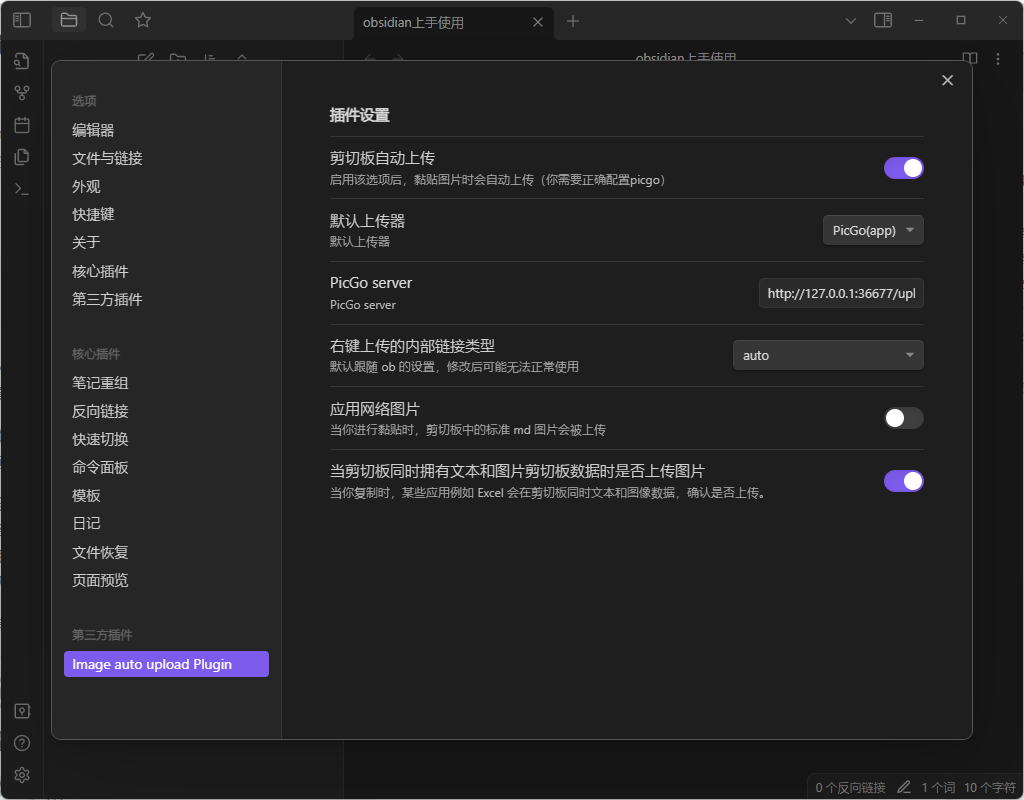 obsidian上手使用
obsidian上手使用
选项
编辑器
文件与链接
外观
快捷键
关于
核心插件
第三方插件
核心插件
笔记重组
反向链接
快速切换
命令面板
模板
日记
文件恢复
页面预览
第三方插件
Image auto upload Plugin
插件设置
剪切板自动上传
启用该选项后，黏贴图片时会自动上传（你需要正确配置picgo）
默认上传器
默认上传器
PicGo(app)
PicGo server
PicGo server
http://127.0.0.1:36677/upl
右键上传的内部链接类型
默认跟随 ob 的设置，修改后可能无法正常使用
auto
应用网络图片
当你进行黏贴时，剪切板中的标准 md 图片会被上传
当剪切板同时拥有文本和图片剪切板数据时是否上传图片
当你复制时，某些应用例如 Excel 会在剪切板同时文本和图像数据，确认是否上传。
0 个反向链接 1 个词 10 个字符